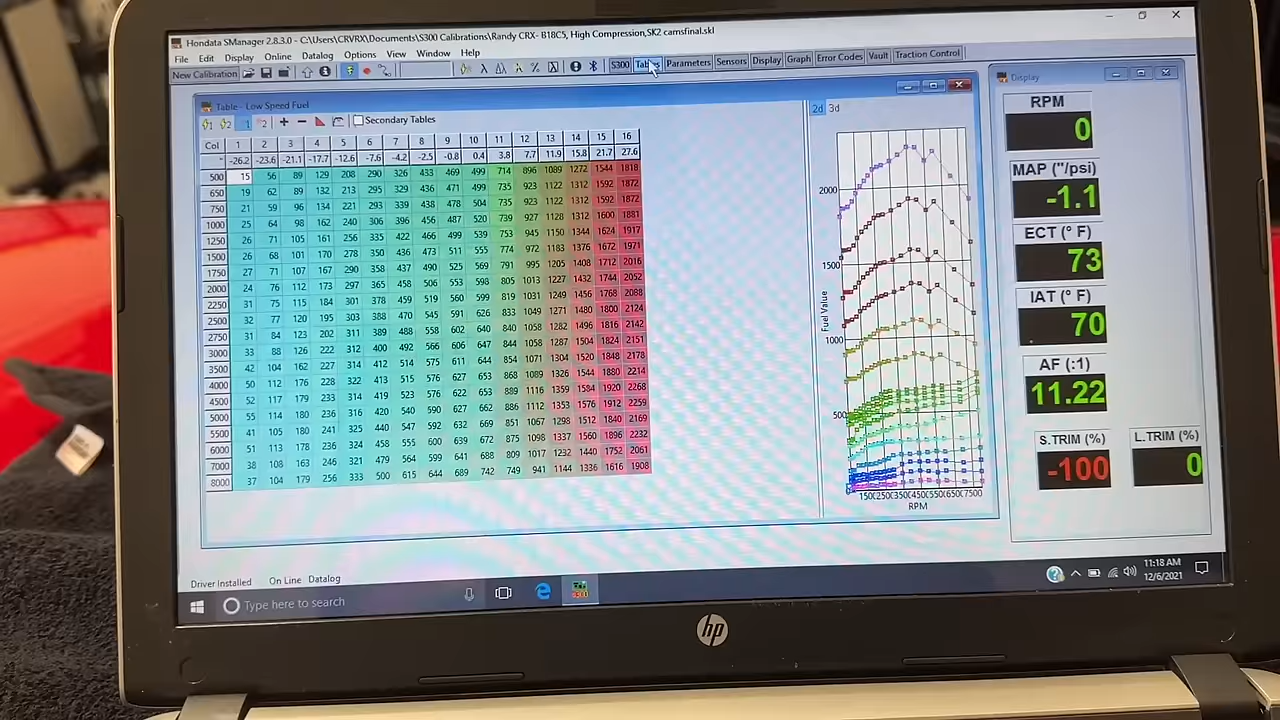 Hondata SManager 2.8.3.0 - C:\Users\CRVRX\Documents\S300 Calibrations\Randy CRX- B18C5, High Compression,SK2 camsfinal.skl
File Edit Display Online Datalog Options View Window Help
New Calibration S300 Tables Parameters Sensors Display Graph Error Codes Vault Traction Control
Table - Low Speed Fuel
Secondary Tables
2d 3d
Col 1 2 3 4 5 6 7 8 9 10 11 12 13 14 15 16
" -26.2 -23.6 -21.1 -17.7 -12.6 -7.6 -4.2 -2.5 -0.8 0.4 3.8 7.7 11.9 15.8 21.7 27.6
500 15 56 89 129 208 290 326 433 469 499 714 896 1089 1272 1544 1818
650 19 62 89 132 213 295 329 436 471 499 735 923 1122 1312 1592 1872
750 21 59 96 134 221 293 339 438 478 504 735 923 1122 1312 1592 1872
1000 25 64 98 162 240 306 396 456 487 520 739 927 1128 1312 1600 1881
1250 26 71 105 161 256 335 422 466 499 539 753 945 1150 1344 1624 1917
1500 26 68 101 170 278 436 473 511 555 774 972 1183 1376 1672 1971
1750 27 71 107 167 290 358 437 490 525 569 791 995 1205 1408 1712 2016
2000 24 76 112 173 297 365 458 506 553 598 805 1013 1227 1432 1744 2052
2250 31 75 115 184 301 378 459 519 560 599 819 1031 1249 1456 1768 2088
2500 32 77 120 195 303 388 470 545 591 626 833 1049 1271 1480 1800 2124
2750 31 84 123 202 311 389 488 558 602 640 840 1058 1282 1496 1816 2142
3000 33 88 126 222 312 400 492 566 606 647 844 1058 1287 1504 1824 2151
3500 42 104 162 227 314 412 514 575 611 644 854 1071 1304 1520 1848 2178
4000 50 112 176 228 322 413 515 576 627 653 868 1089 1326 1544 1880 2214
4500 52 117 179 233 314 419 523 576 622 653 889 1116 1359 1584 1920 2268
5000 55 114 180 236 316 420 540 590 627 662 886 1112 1353 1576 1912 2259
5500 41 105 180 241 325 440 547 592 632 669 851 1067 1298 1512 1840 2169
6000 51 113 178 236 324 458 555 600 638 672 875 1098 1337 1560 1896 2232
7000 38 108 163 246 321 479 564 599 641 688 809 1017 1232 1440 1752 2061
8000 37 104 179 256 333 500 615 644 689 742 749 941 1144 1336 1616 1908
2000
1500
1000
500
Fuel Value
RPM
Display
RPM
0
MAP ("/psi)
-1.1
ECT (° F)
73
IAT (° F)
70
AF (:1)
11.22
S.TRIM (%) L.TRIM (%)
-100 0
Driver Installed On Line Datalog
Type here to search
11:18 AM
12/6/2021
hp